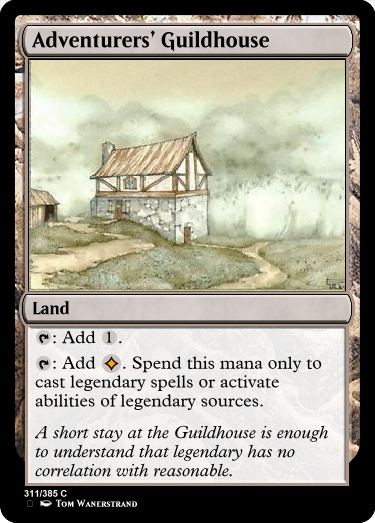 Adventurers' Guildhouse
Land
: Add 1.
: Add . Spend this mana only to
cast legendary spells or activate
abilities of legendary sources.
A short stay at the Guildhouse is enough
to understand that legendary has no
correlation with reasonable.
311/385 C
Tom Wanerstrand